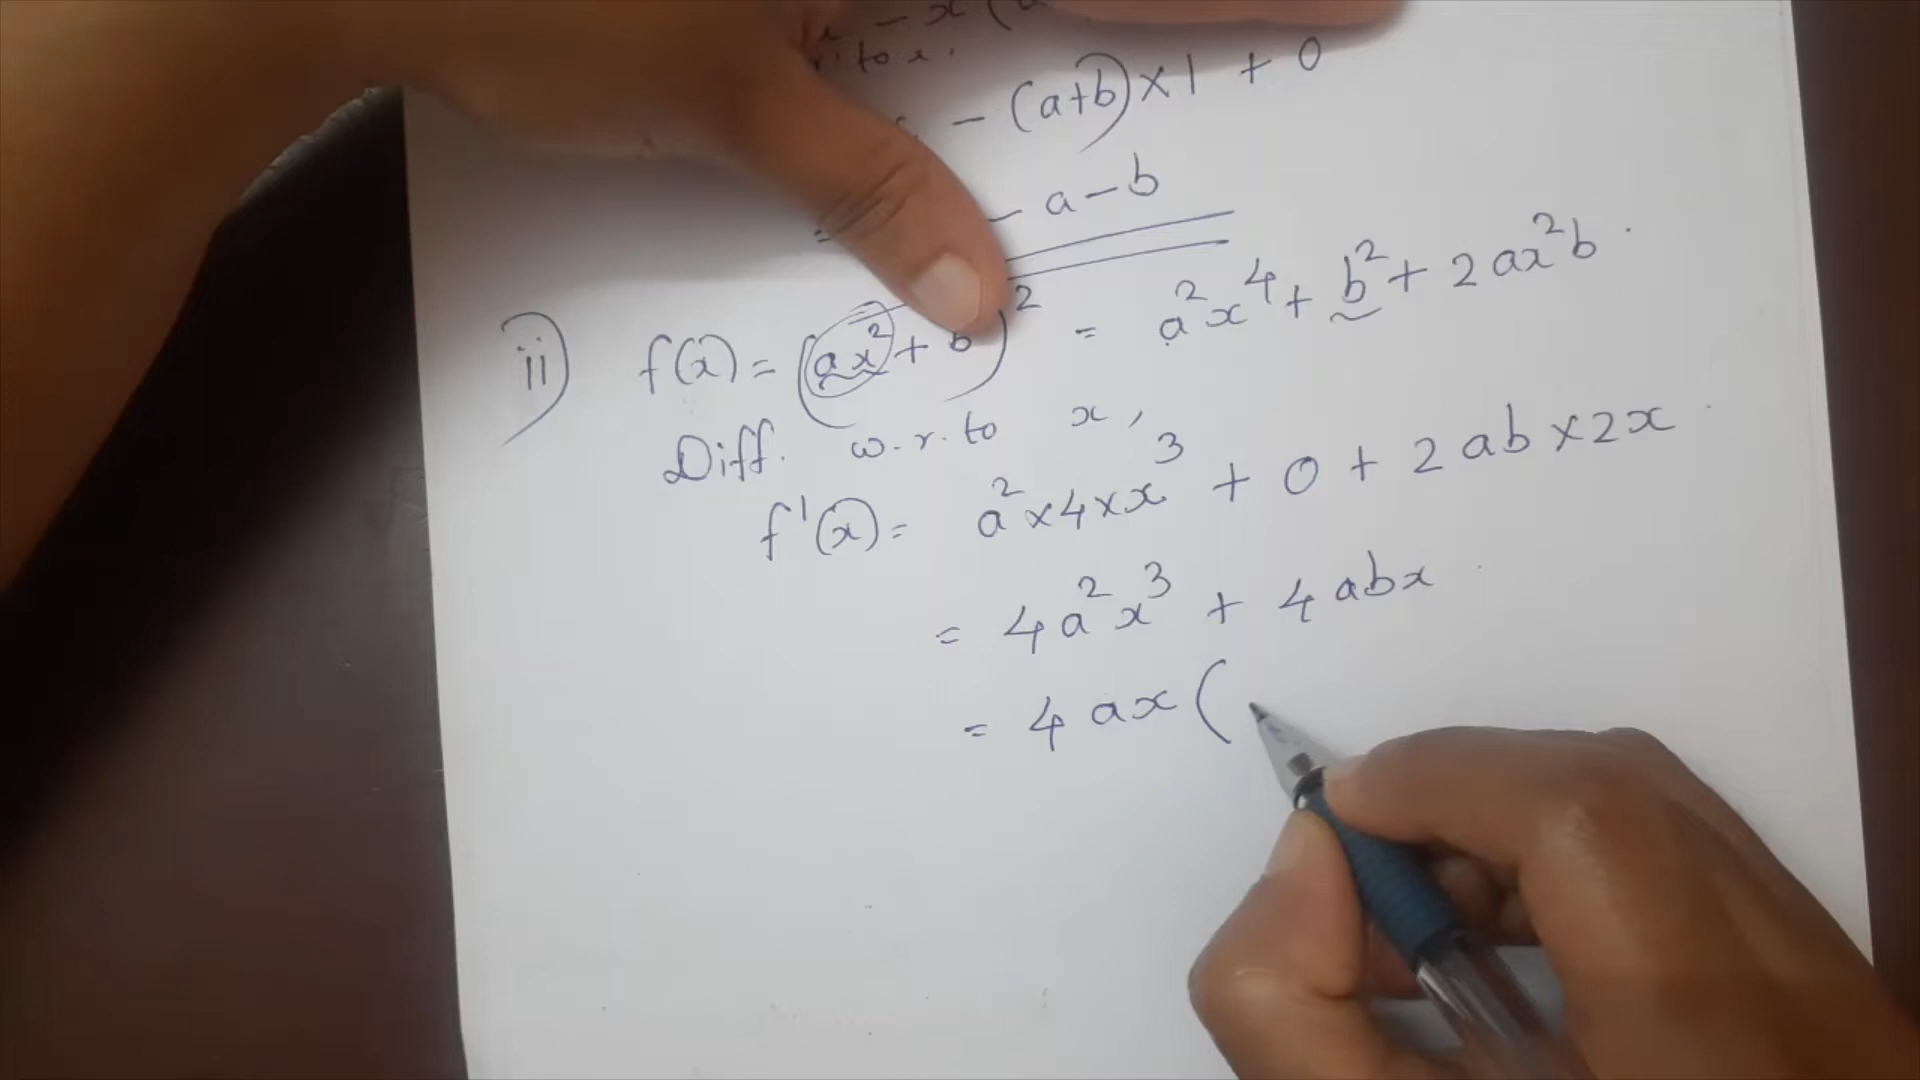 - x (
r. to x.
- (a+b) × 1 + 0
= - a - b
ii) f(x) = (ax² + b)² = a²x⁴ + b² + 2ax²b.
Diff. w.r.to x,
f'(x) = a² × 4 × x³ + 0 + 2ab × 2x.
= 4a²x³ + 4abx
= 4ax (